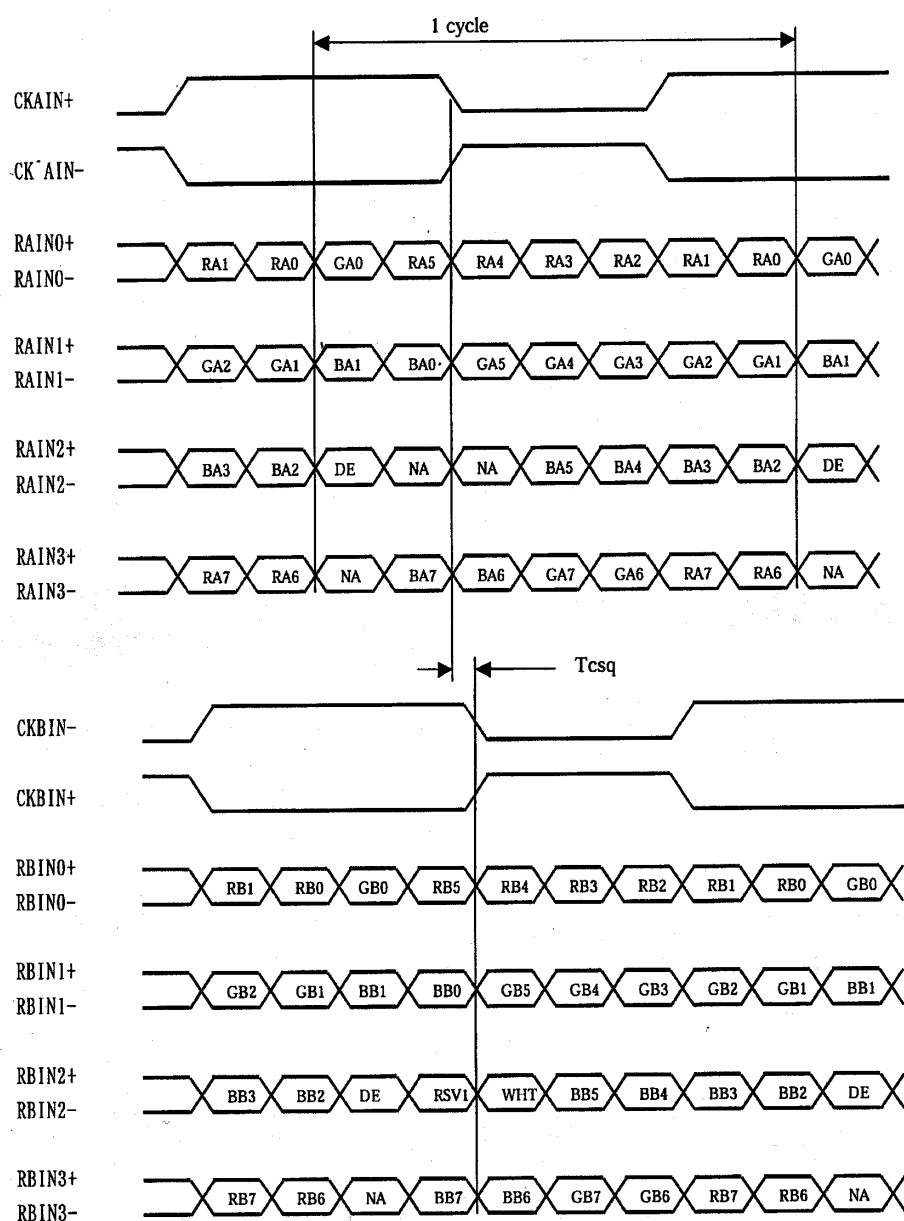 1 cycle
CKAIN+
CK AIN-
RAIN0+
RA1 RA0 GA0 RA5 RA4 RA3 RA2 RA1 RA0 GA0
RAIN0-
RAIN1+
GA2 GA1 BA1 BA0 GA5 GA4 GA3 GA2 GA1 BA1
RAIN1-
RAIN2+
BA3 BA2 DE NA NA BA5 BA4 BA3 BA2 DE
RAIN2-
RAIN3+
RA7 RA6 NA BA7 BA6 GA7 GA6 RA7 RA6 NA
RAIN3-
Tcsq
CKBIN-
CKBIN+
RBIN0+
RB1 RB0 GB0 RB5 RB4 RB3 RB2 RB1 RB0 GB0
RBIN0-
RBIN1+
GB2 GB1 BB1 BB0 GB5 GB4 GB3 GB2 GB1 BB1
RBIN1-
RBIN2+
BB3 BB2 DE RSV1 WHT BB5 BB4 BB3 BB2 DE
RBIN2-
RBIN3+
RB7 RB6 NA BB7 BB6 GB7 GB6 RB7 RB6 NA
RBIN3-